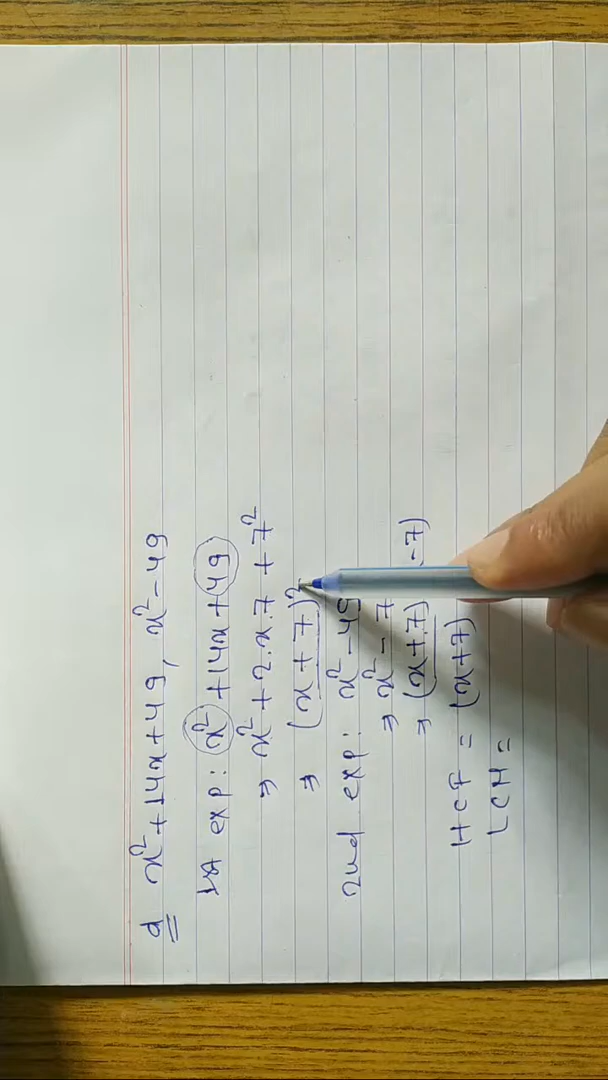 d x²+14x+49, x²-49
1st exp: x²+14x+49
⇒ x²+2.x.7+7²
⇒ (x+7)²
2nd exp: x²-49
⇒ x²-7
⇒ (x+7) -7)
HCF = (x+7)
LCM =